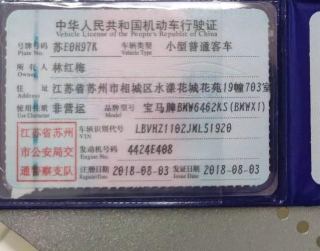 中华人民共和国机动车行驶证
Vehicle License of the People's Republic of China
号牌号码 苏E0H97K 车辆类型 小型普通客车
Plate No. Vehicle Type
所有人 林红梅
Owner
住址 江苏省苏州市相城区水漾花城花苑19幢703室
Address
使用性质 非营运 品牌型号 宝马牌BMW6462KS(BMWX1)
Use Character Model
江苏省苏州
市公安局交
通警察支队
车辆识别代号 LBVHZ1102JML51920
VIN
发动机号码 4424E408
Engine No.
注册日期 2018-08-03 发证日期 2018-08-03
Register Date Issue Date